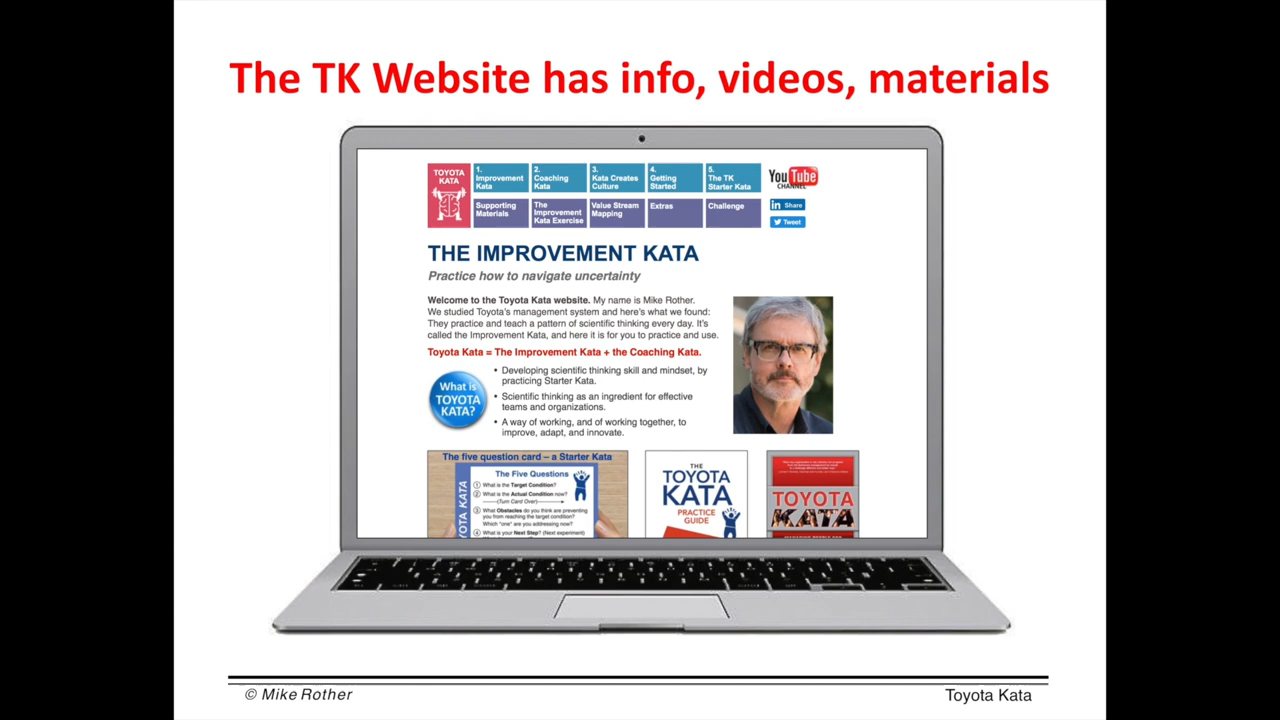 The TK Website has info, videos, materials
TOYOTA
KATA
1.
Improvement
Kata
2.
Coaching
Kata
3.
Kata Creates
Culture
4.
Getting
Started
5.
The TK
Starter Kata
YouTube
CHANNEL
Supporting
Materials
The
Improvement
Kata Exercise
Value Stream
Mapping
Extras
Challenge
in Share
Tweet
THE IMPROVEMENT KATA
Practice how to navigate uncertainty
Welcome to the Toyota Kata website. My name is Mike Rother.
We studied Toyota's management system and here's what we found:
They practice and teach a pattern of scientific thinking every day. It's
called the Improvement Kata, and here it is for you to practice and use.
Toyota Kata = The Improvement Kata + the Coaching Kata.
What is
TOYOTA
KATA?
• Developing scientific thinking skill and mindset, by
practicing Starter Kata.
• Scientific thinking as an ingredient for effective
teams and organizations.
• A way of working, and of working together, to
improve, adapt, and innovate.
The five question card – a Starter Kata
The Five Questions
1 What is the Target Condition?
2 What is the Actual Condition now?
(Turn Card Over)
3 What Obstacles do you think are preventing
you from reaching the target condition?
Which "one" are you addressing now?
4 What is your Next Step? (Next experiment)
KATA
THE
TOYOTA
KATA
PRACTICE
GUIDE
TOYOTA
KATA
© Mike Rother
Toyota Kata